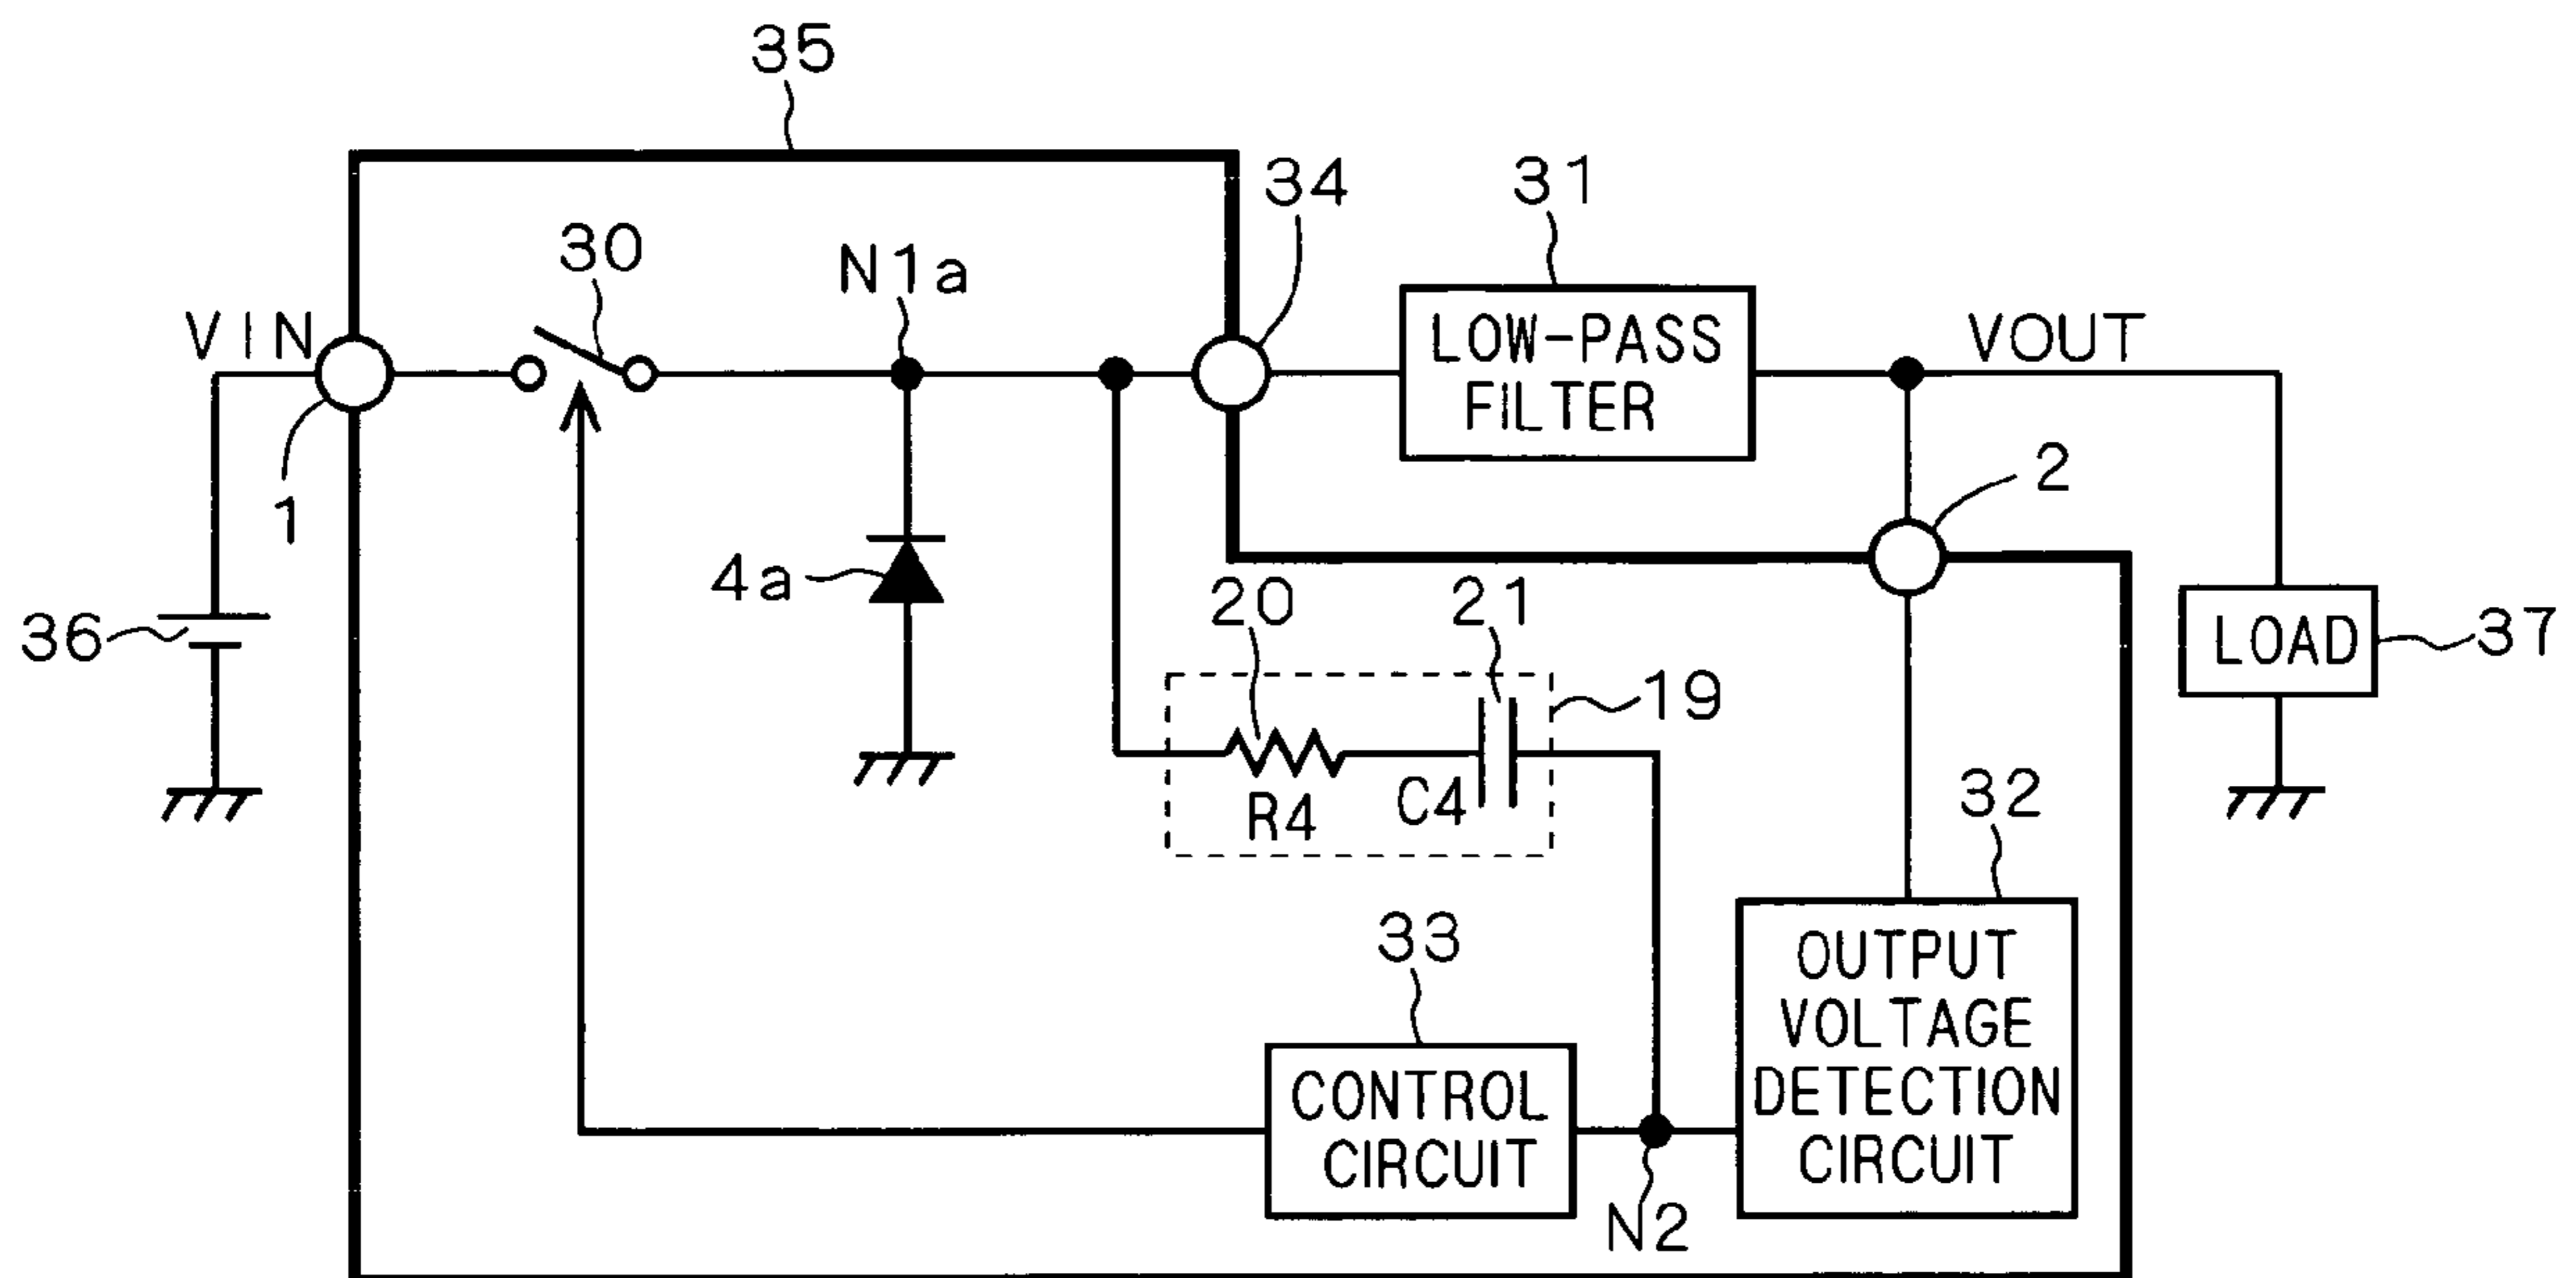 35
34
31
30
N1a
VIN
LOW-PASS
FILTER
VOUT
1
2
4a
20
21
36
19
LOAD
37
R4
C4
32
33
OUTPUT
VOLTAGE
DETECTION
CIRCUIT
CONTROL
CIRCUIT
N2